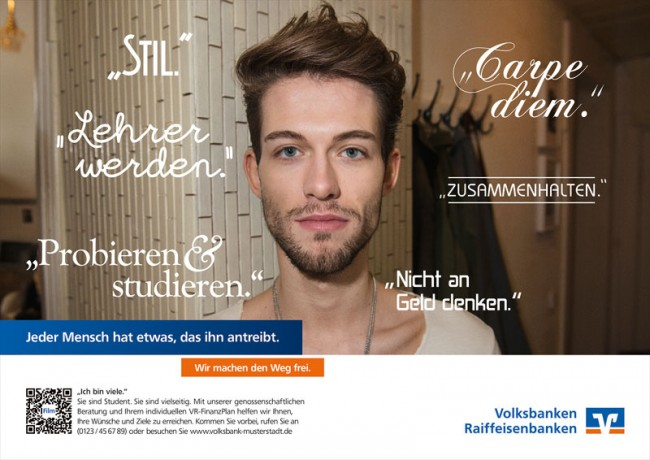 „STIL.“
„Carpe
diem.“
„Lehrer
werden.“
„ZUSAMMENHALTEN.“
„Probieren &
studieren.“
„Nicht an
Geld denken.“
Jeder Mensch hat etwas, das ihn antreibt.
Wir machen den Weg frei.
Film
„Ich bin viele.“
Sie sind Student. Sie sind vielseitig. Mit unserer genossenschaftlichen
Beratung und Ihrem individuellen VR-FinanzPlan helfen wir Ihnen,
Ihre Wünsche und Ziele zu erreichen. Kommen Sie vorbei, rufen Sie an
(0123 / 45 67 89) oder besuchen Sie www.volksbank-musterstadt.de
Volksbanken
Raiffeisenbanken